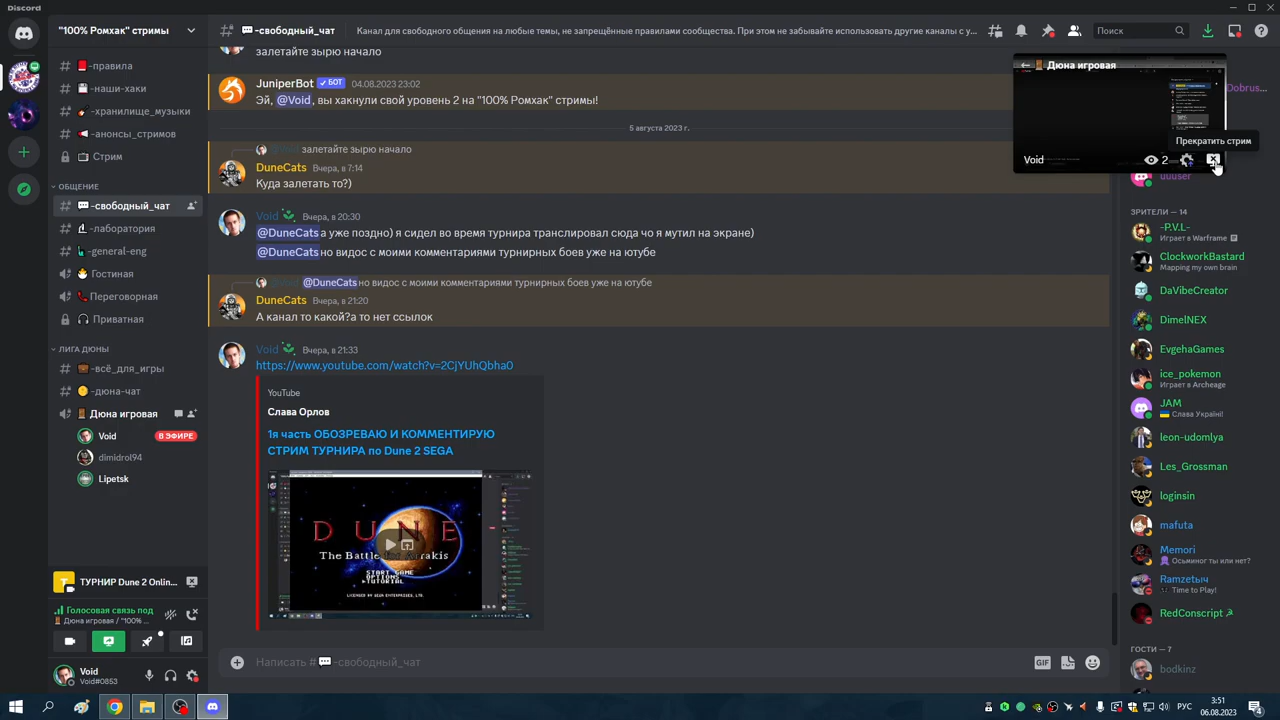 Discord
"100% Ромхак" стримы
💬-свободный_чат
Канал для свободного общения на любые темы, не запрещённые правилами сообщества. При этом не забывайте использовать другие каналы с у...
Поиск
📕-правила
-наши-хаки
-хранилище_музыки
-анонсы_стримов
Стрим
ОБЩЕНИЕ
💬-свободный_чат
-лаборатория
-general-eng
Гостиная
Переговорная
Приватная
ЛИГА ДЮНЫ
-всё_для_игры
-дюна-чат
Дюна игровая
Void В ЭФИРЕ
dimidrol94
Lipetsk
ТУРНИР Dune 2 Onlin...
Голосовая связь под
Дюна игровая / "100% ...
Void
Void#0853
залетайте зырю начало
JuniperBot ✓ БОТ 04.08.2023 23:02
Эй, @Void, вы хакнули свой уровень 2 на "100% Ромхак" стримы!
5 августа 2023 г.
@Void залетайте зырю начало
DuneCats Вчера, в 7:14
Куда залетать то?)
Void Вчера, в 20:30
@DuneCats а уже поздно) я сидел во время турнира транслировал сюда чо я мутил на экране)
@DuneCats но видос с моими комментариями турнирных боев уже на ютубе
@Void @DuneCats но видос с моими комментариями турнирных боев уже на ютубе
DuneCats Вчера, в 21:20
А канал то какой?а то нет ссылок
Void Вчера, в 21:33
https://www.youtube.com/watch?v=2CjYUhQbha0
YouTube
Слава Орлов
1я часть ОБОЗРЕВАЮ И КОММЕНТИРУЮ
СТРИМ ТУРНИРА по Dune 2 SEGA
DUNE
The Battle for Arrakis
START GAME
OPTIONS
TUTORIAL
LICENSED BY SEGA ENTERPRISES, LTD.
Написать #💬-свободный_чат
GIF
Дюна игровая
Прекратить стрим
Void
2
Dobrus...
uuuser
ЗРИТЕЛИ — 14
-P.V.L-
Играет в Warframe
ClockworkBastard
Mapping my own brain
DaVibeCreator
DimelNEX
EvgehaGames
ice_pokemon
Играет в Archeage
JAM
Слава Україні!
leon-udomlya
Les_Grossman
loginsin
mafuta
Memori
Осьминог ты или нет?
Ramzetыч
Time to Play!
RedConscript ☭
ГОСТИ — 7
bodkinz
РУС
3:51
06.08.2023